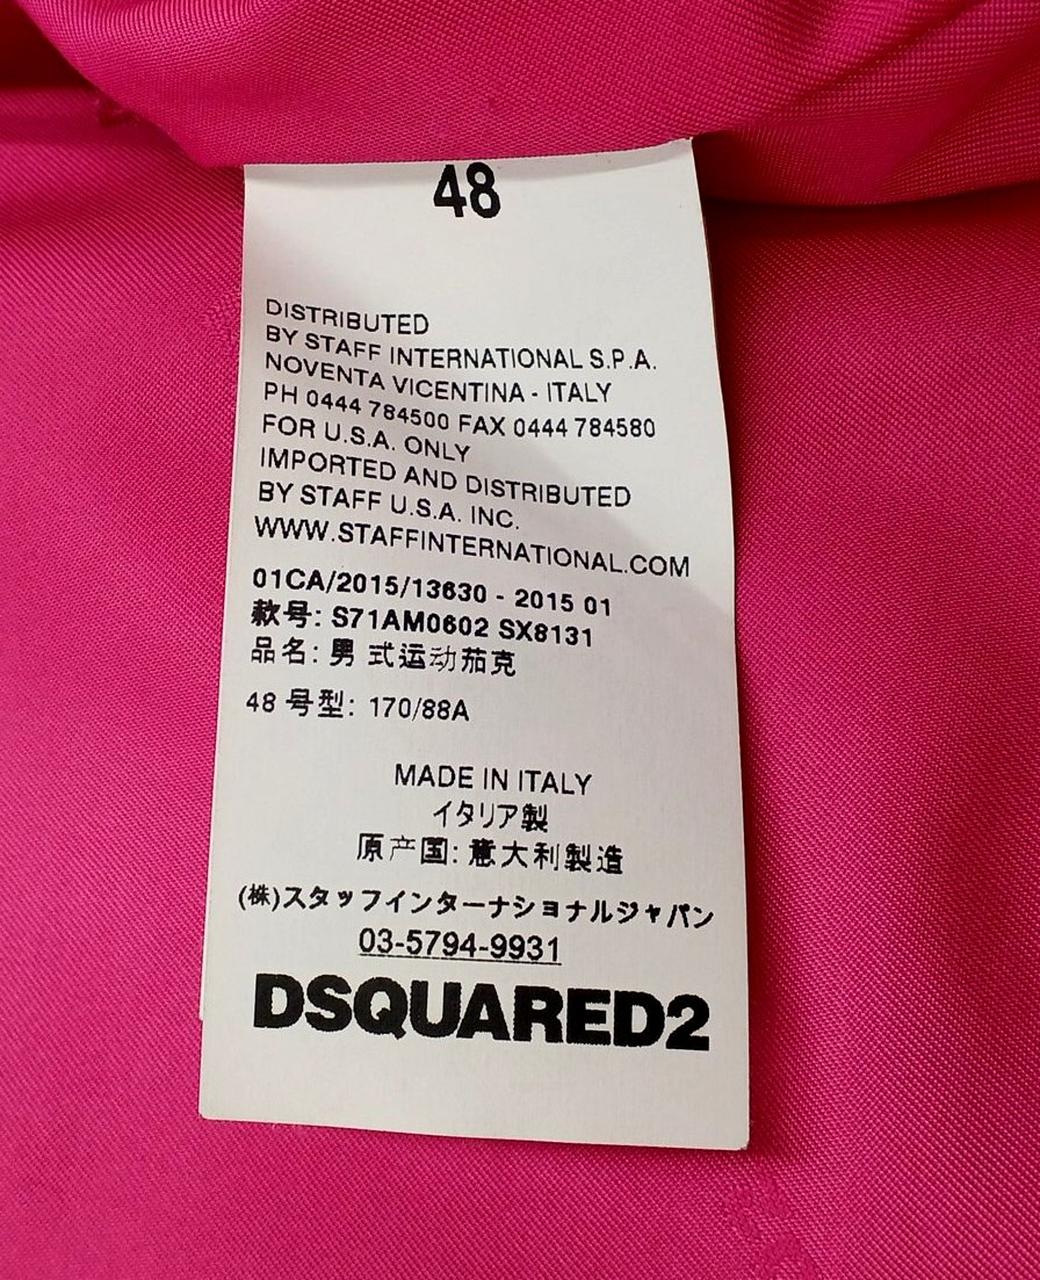 48
DISTRIBUTED
BY STAFF INTERNATIONAL S.P.A.
NOVENTA VICENTINA - ITALY
PH 0444 784500 FAX 0444 784580
FOR U.S.A. ONLY
IMPORTED AND DISTRIBUTED
BY STAFF U.S.A. INC.
WWW.STAFFINTERNATIONAL.COM
01CA/2015/13630 - 2015 01
款号: S71AM0602 SX8131
品名: 男 式运动茄克
48 号型: 170/88A
MADE IN ITALY
イタリア製
原产国: 意大利製造
(株)スタッフインターナショナルジャパン
03-5794-9931
DSQUARED2